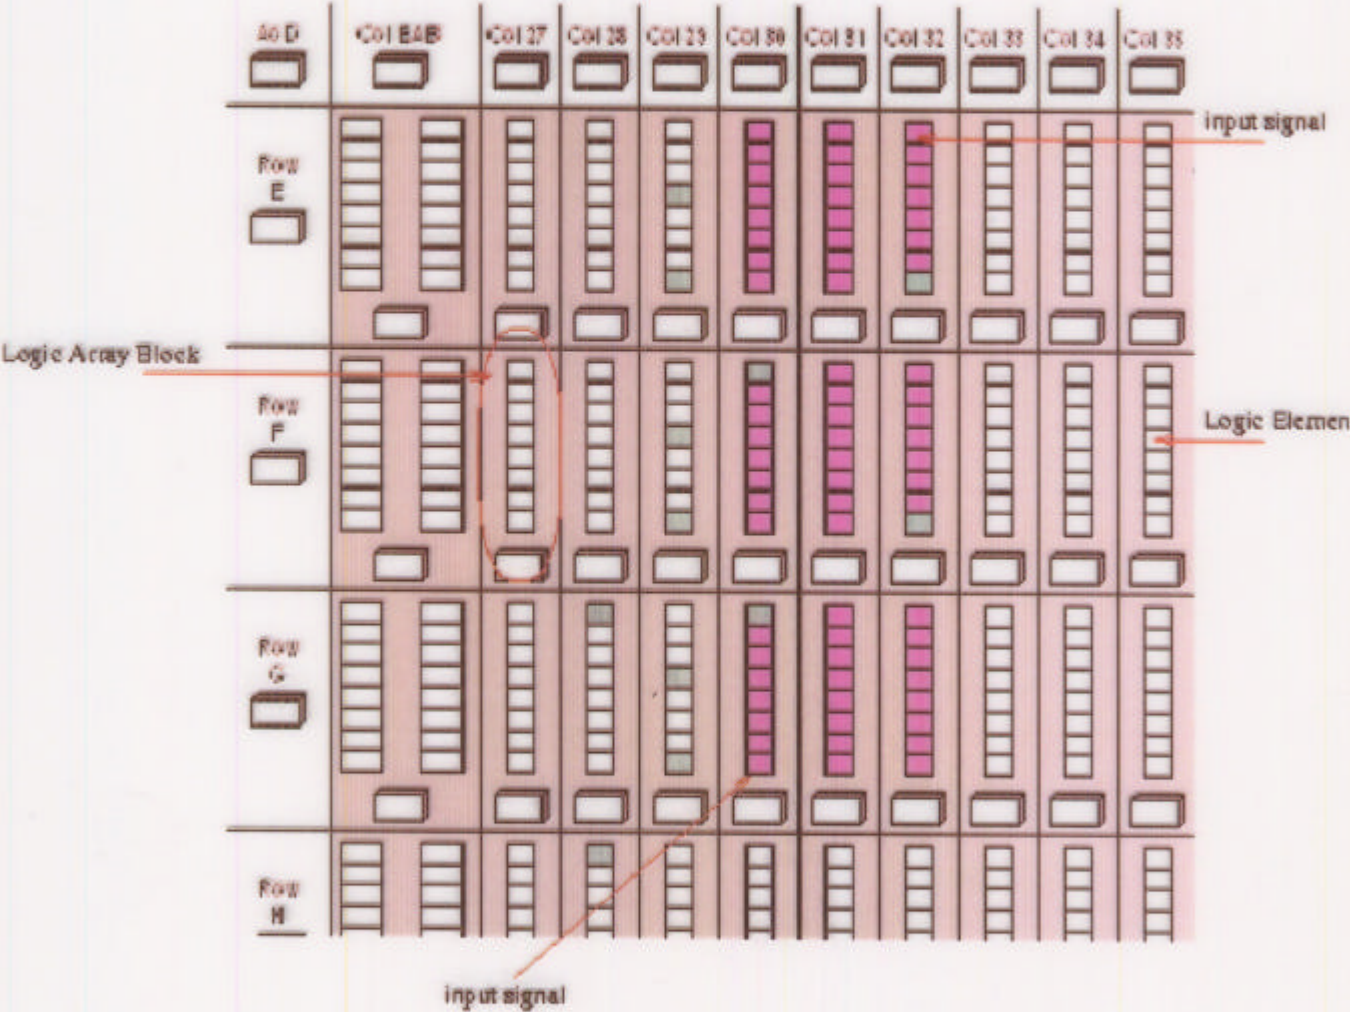 Col EAB
Col 27
Col 28
Col 29
Col 30
Col 31
Col 32
Col 33
Col 34
Col 35
input signal
Row
E
Logic Array Block
Row
F
Logic Elemen
Row
G
Row
H
input signal